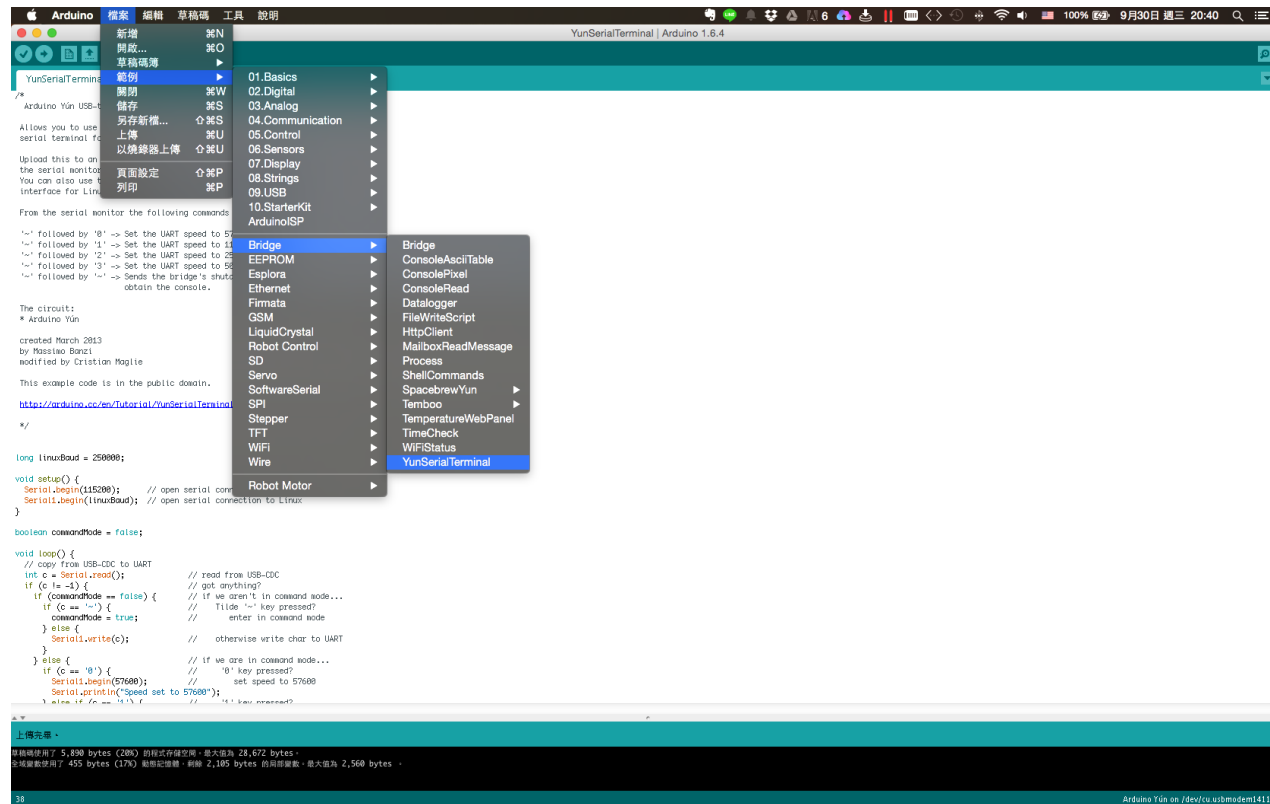 Arduino 檔案 編輯 草稿碼 工具 說明 6 100% 9月30日 週三 20:40
YunSerialTerminal | Arduino 1.6.4
YunSerialTermina
新增 ⌘N
開啟... ⌘O
草稿碼簿 ▶
範例 ▶
關閉 ⌘W
儲存 ⌘S
另存新檔... ⇧⌘S
上傳 ⌘U
以燒錄器上傳 ⇧⌘U
頁面設定 ⇧⌘P
列印 ⌘P
01.Basics ▶
02.Digital ▶
03.Analog ▶
04.Communication ▶
05.Control ▶
06.Sensors ▶
07.Display ▶
08.Strings ▶
09.USB ▶
10.StarterKit ▶
ArduinoISP
Bridge ▶
EEPROM ▶
Esplora ▶
Ethernet ▶
Firmata ▶
GSM ▶
LiquidCrystal ▶
Robot Control ▶
SD ▶
Servo ▶
SoftwareSerial ▶
SPI ▶
Stepper ▶
TFT ▶
WiFi ▶
Wire ▶
Robot Motor ▶
Bridge
ConsoleAsciiTable
ConsolePixel
ConsoleRead
Datalogger
FileWriteScript
HttpClient
MailboxReadMessage
Process
ShellCommands
SpacebrewYun ▶
Temboo ▶
TemperatureWebPanel
TimeCheck
WiFiStatus
YunSerialTerminal
/*
Arduino Yún USB-t
Allows you to use
serial terminal fo
Upload this to an
the serial monitor
You can also use t
interface for Linu
From the serial monitor the following commands
'~' followed by '0' -> Set the UART speed to 57
'~' followed by '1' -> Set the UART speed to 11
'~' followed by '2' -> Set the UART speed to 25
'~' followed by '3' -> Set the UART speed to 50
'~' followed by '~' -> Sends the bridge's shutd
obtain the console.
The circuit:
* Arduino Yún
created March 2013
by Massimo Banzi
modified by Cristian Maglie
This example code is in the public domain.
http://arduino.cc/en/Tutorial/YunSerialTerminal
*/
long linuxBaud = 250000;
void setup() {
Serial.begin(115200); // open serial conn
Serial1.begin(linuxBaud); // open serial connection to Linux
}
boolean commandMode = false;
void loop() {
// copy from USB-CDC to UART
int c = Serial.read(); // read from USB-CDC
if (c != -1) { // got anything?
if (commandMode == false) { // if we aren't in command mode...
if (c == '~') { // Tilde '~' key pressed?
commandMode = true; // enter in command mode
} else {
Serial1.write(c); // otherwise write char to UART
}
} else { // if we are in command mode...
if (c == '0') { // '0' key pressed?
Serial1.begin(57600); // set speed to 57600
Serial.println("Speed set to 57600");
} else if (c == '1') { // '1' key pressed?
上傳完畢。
草稿碼使用了 5,890 bytes (20%) 的程式存儲空間。最大值為 28,672 bytes。
全域變數使用了 455 bytes (17%) 動態記憶體，剩餘 2,105 bytes 的局部變數。最大值為 2,560 bytes 。
38
Arduino Yún on /dev/cu.usbmodem1411